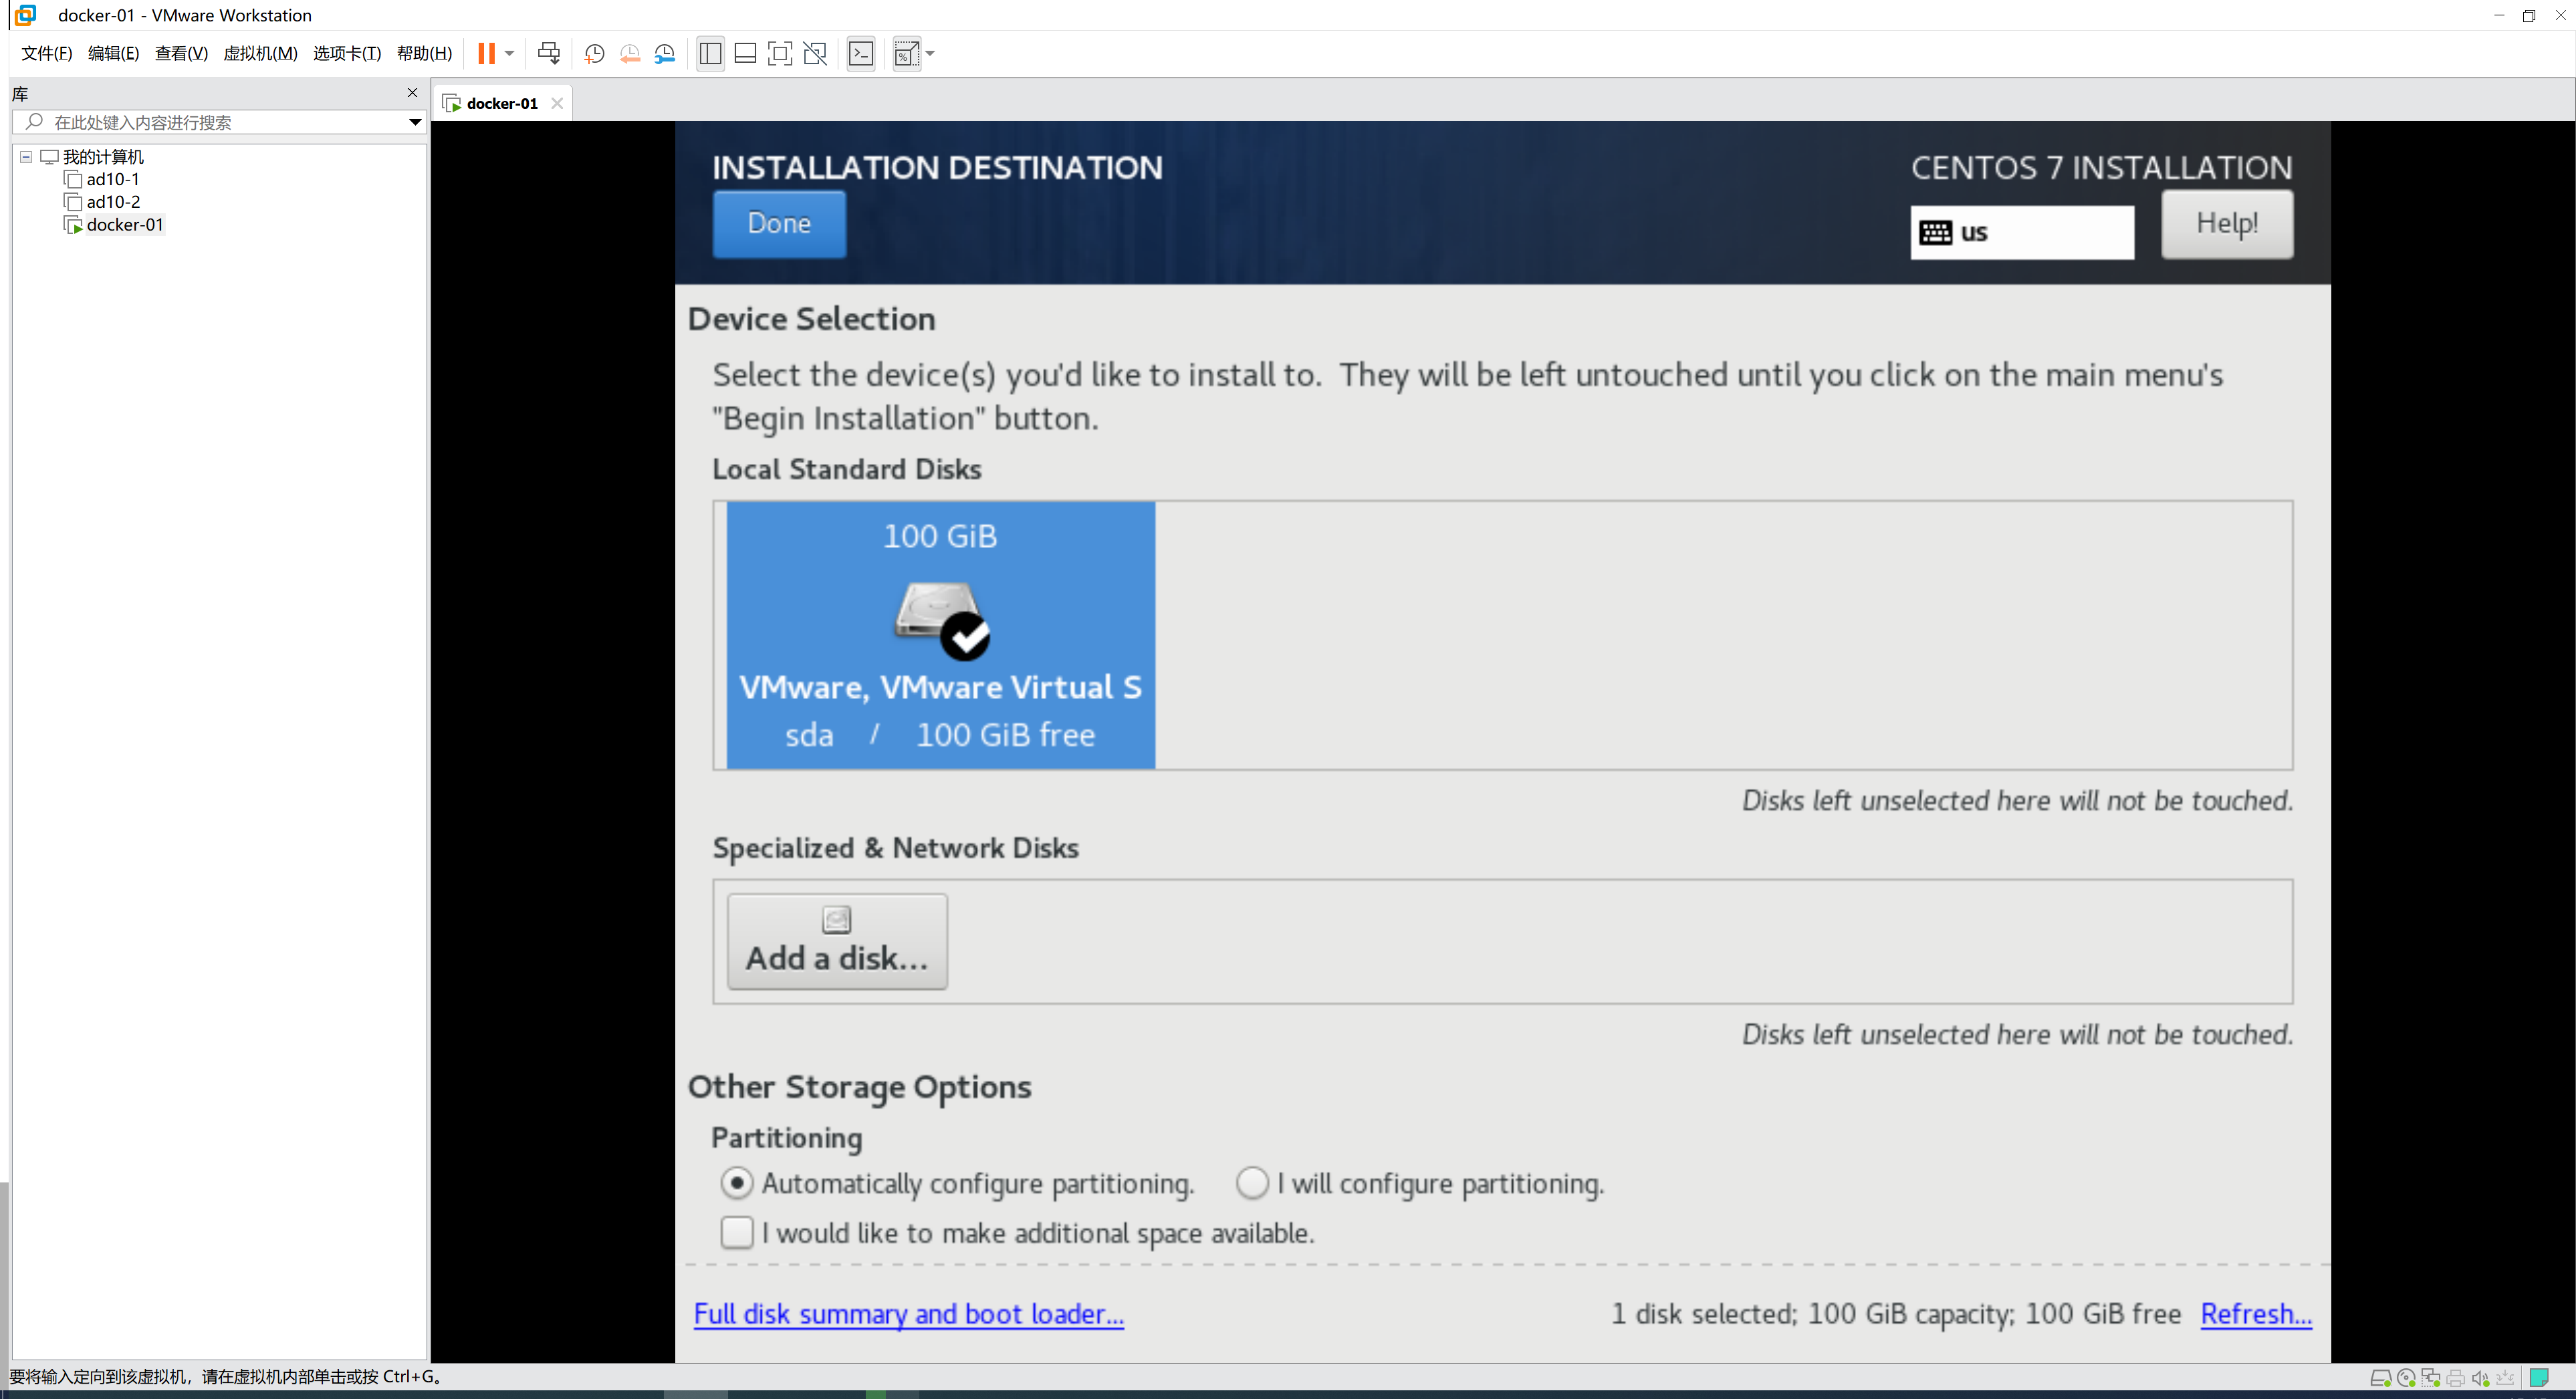 docker-01 - VMware Workstation
文件(F) 编辑(E) 查看(V) 虚拟机(M) 选项卡(T) 帮助(H)
库
在此处键入内容进行搜索
我的计算机
ad10-1
ad10-2
docker-01
docker-01
INSTALLATION DESTINATION
CENTOS 7 INSTALLATION
Done
us
Help!
Device Selection
Select the device(s) you'd like to install to. They will be left untouched until you click on the main menu's
"Begin Installation" button.
Local Standard Disks
100 GiB
VMware, VMware Virtual S
sda / 100 GiB free
Disks left unselected here will not be touched.
Specialized & Network Disks
Add a disk...
Disks left unselected here will not be touched.
Other Storage Options
Partitioning
Automatically configure partitioning. I will configure partitioning.
I would like to make additional space available.
Full disk summary and boot loader...
1 disk selected; 100 GiB capacity; 100 GiB free Refresh...
要将输入定向到该虚拟机，请在虚拟机内部单击或按 Ctrl+G。